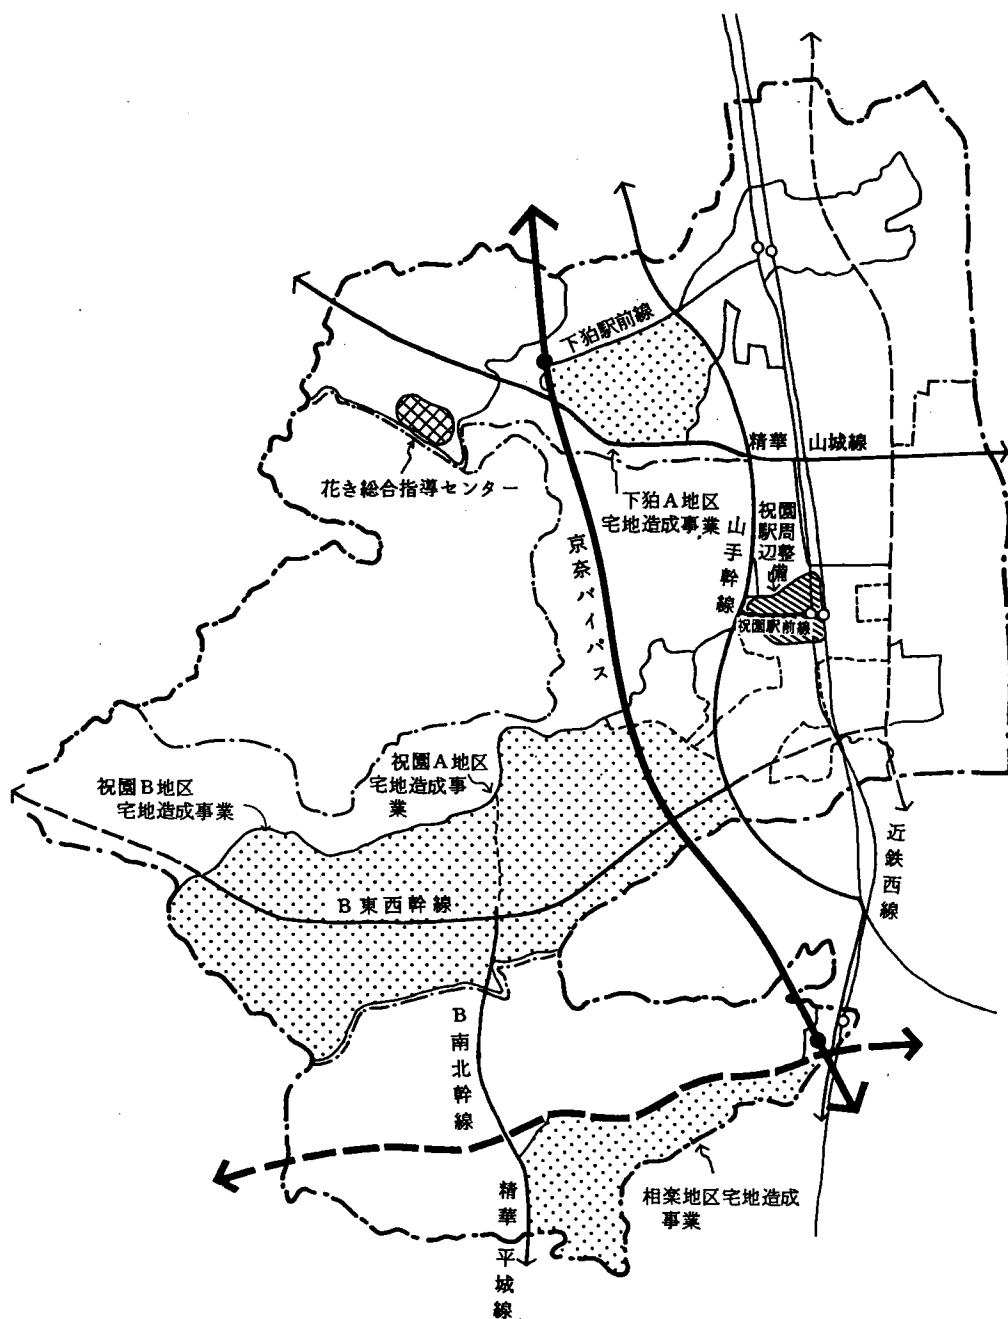 下狛駅前線
精華 山城線
花き総合指導センター
下狛A地区
宅地造成事業
祝園
駅周
辺整
備
山手幹線
京奈バイパス
祝園駅前線
祝園A地区
宅地造成事
業
祝園B地区
宅地造成事業
近鉄西線
B東西幹線
B南北幹線
相楽地区宅地造成
事業
精華 平城線